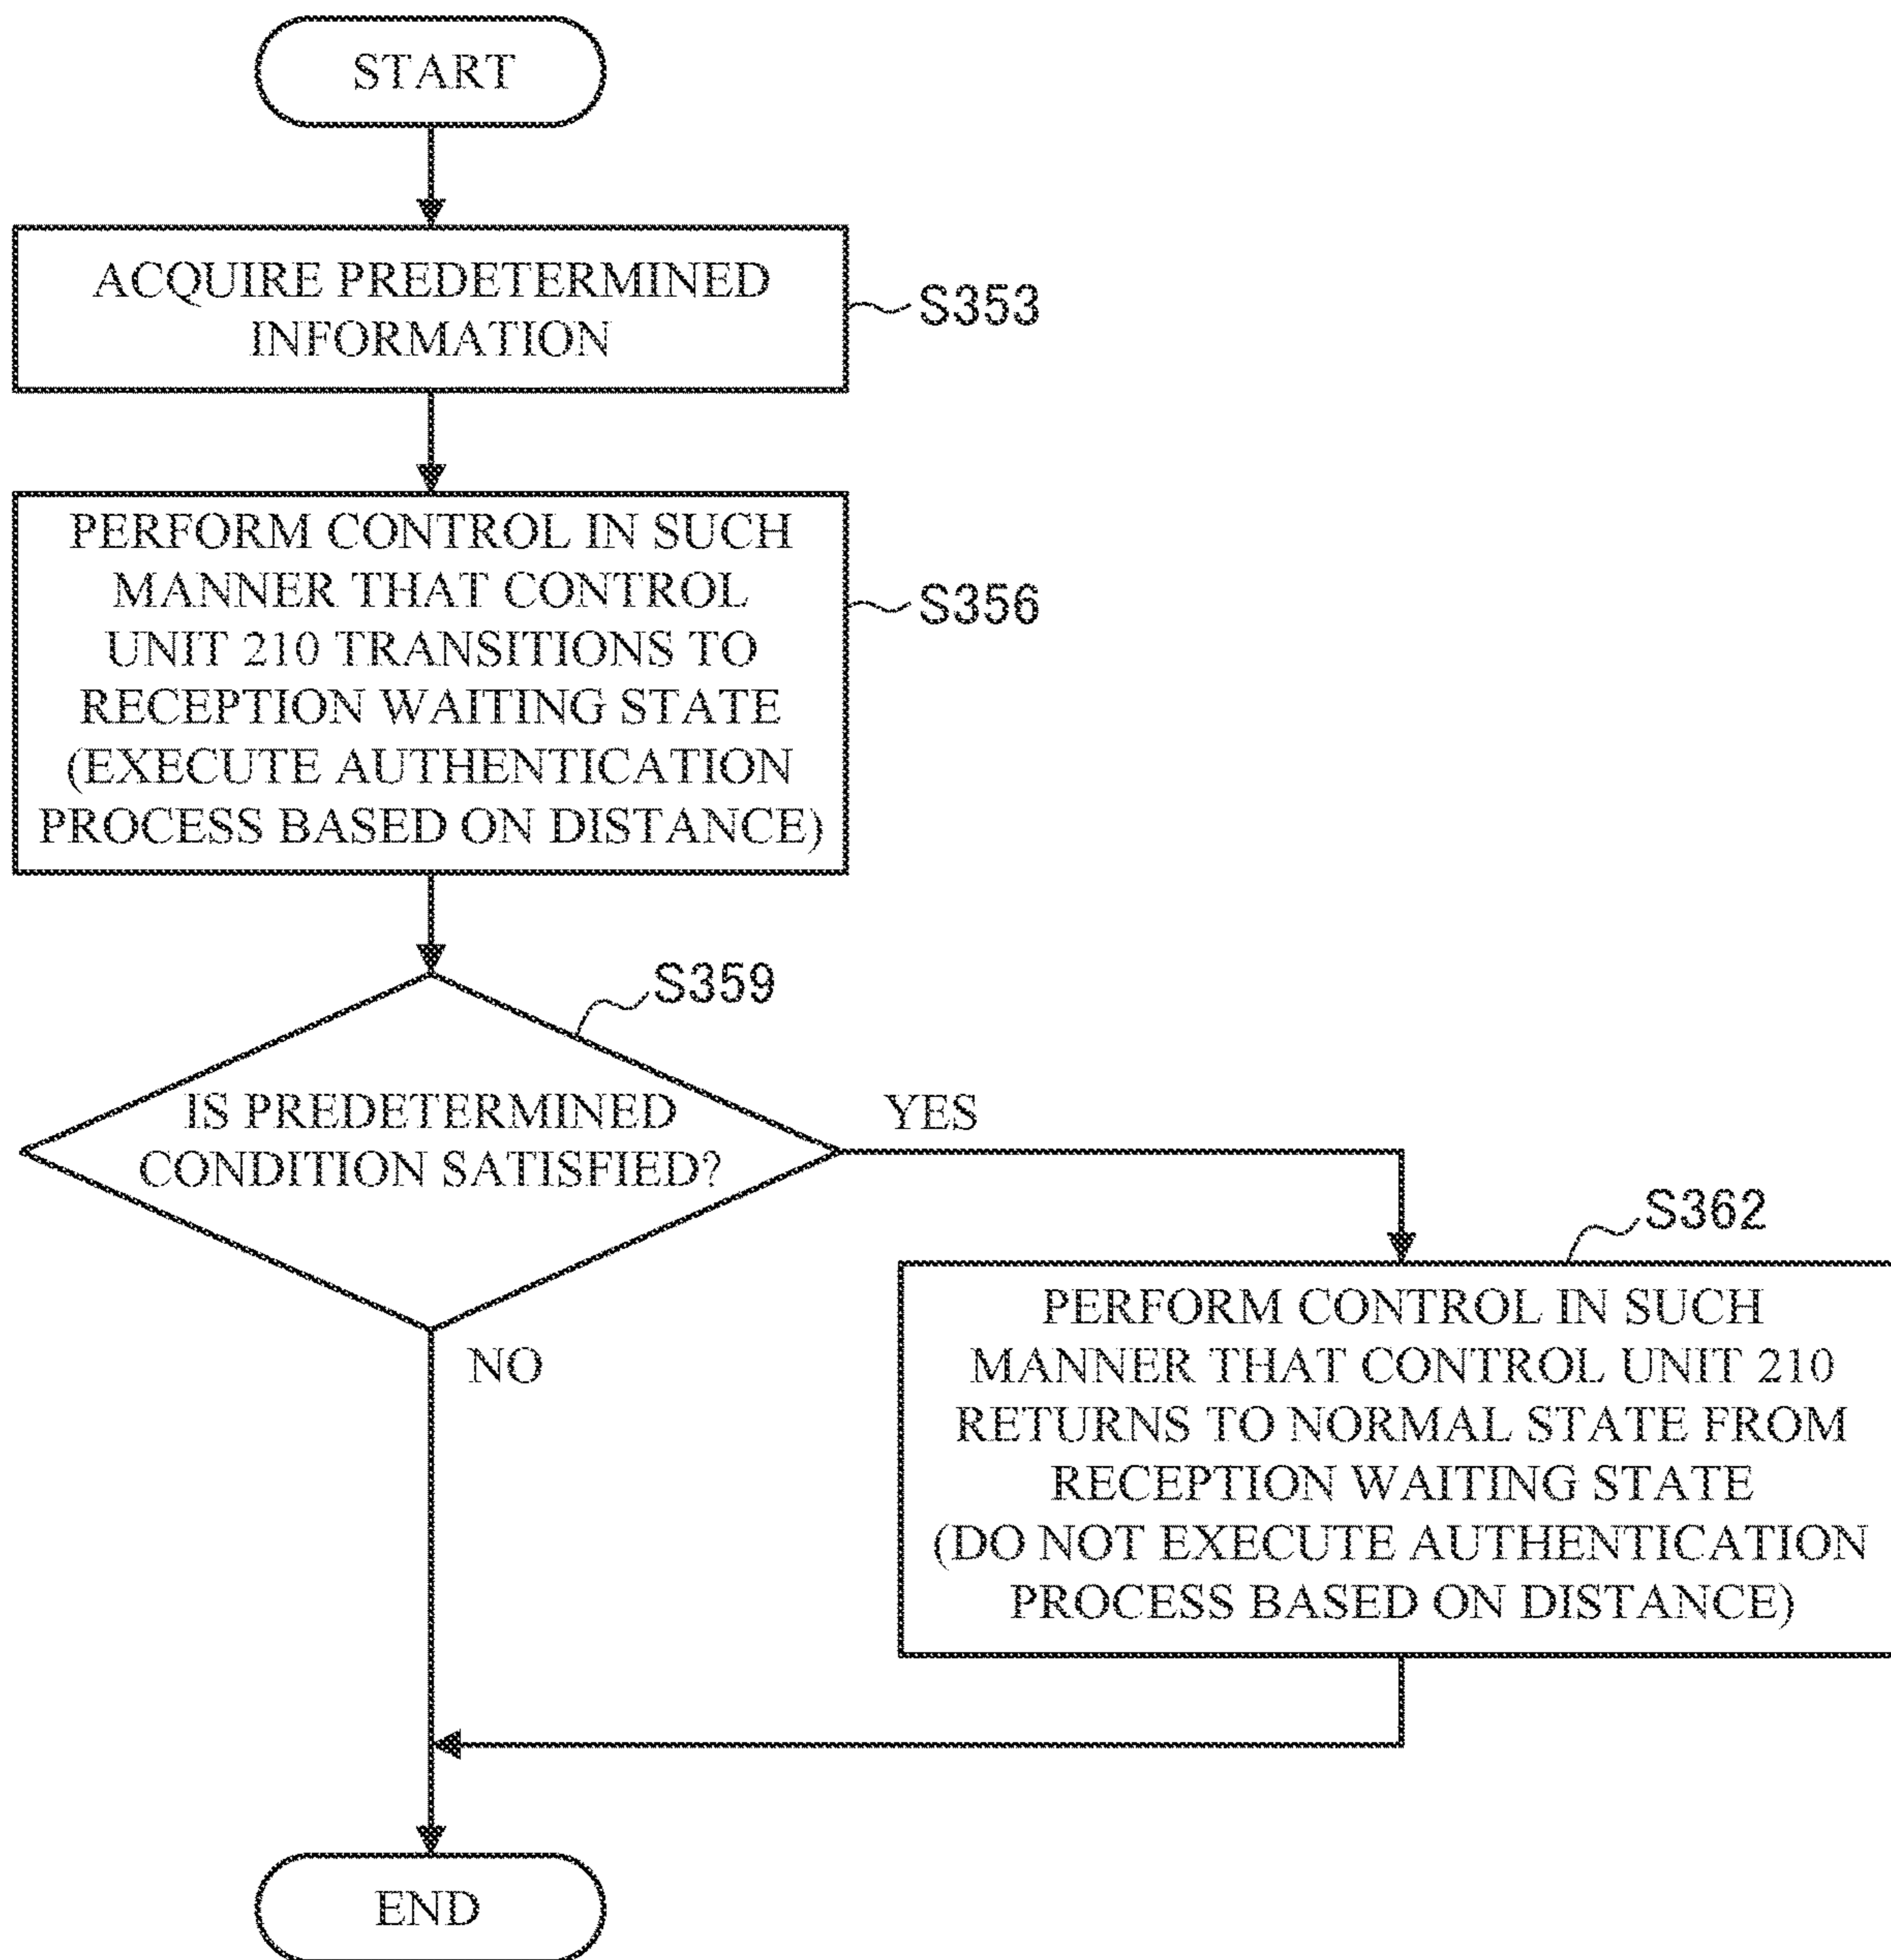 START
ACQUIRE PREDETERMINED
INFORMATION
S353
PERFORM CONTROL IN SUCH
MANNER THAT CONTROL
UNIT 210 TRANSITIONS TO
RECEPTION WAITING STATE
(EXECUTE AUTHENTICATION
PROCESS BASED ON DISTANCE)
S356
S359
IS PREDETERMINED
CONDITION SATISFIED?
YES
NO
S362
PERFORM CONTROL IN SUCH
MANNER THAT CONTROL UNIT 210
RETURNS TO NORMAL STATE FROM
RECEPTION WAITING STATE
(DO NOT EXECUTE AUTHENTICATION
PROCESS BASED ON DISTANCE)
END